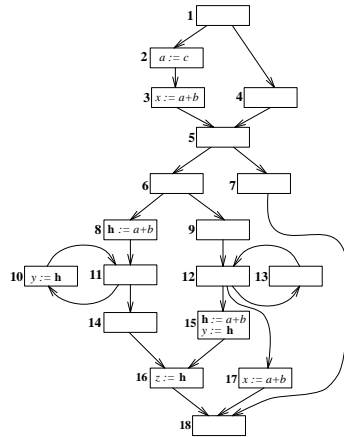 1
2 a := c
3 x := a+b
4
5
6
7
8 h := a+b
9
10 y := h
11
12
13
14
15 h := a+b
y := h
16 z := h
17 x := a+b
18